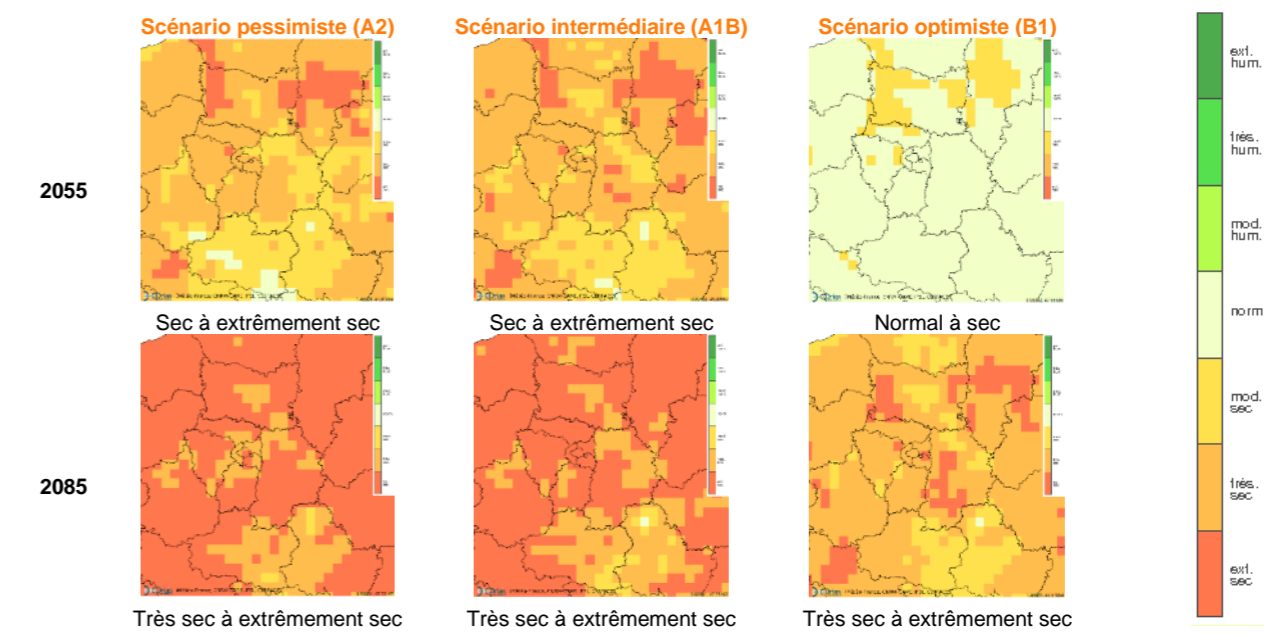 Scénario pessimiste (A2)
Scénario intermédiaire (A1B)
Scénario optimiste (B1)
2055
Sec à extrêmement sec
Sec à extrêmement sec
Normal à sec
2085
Très sec à extrêmement sec
Très sec à extrêmement sec
Très sec à extrêmement sec
ext.
hum.
très.
hum.
mod.
hum.
norm
mod.
sec
très.
sec
ext.
sec